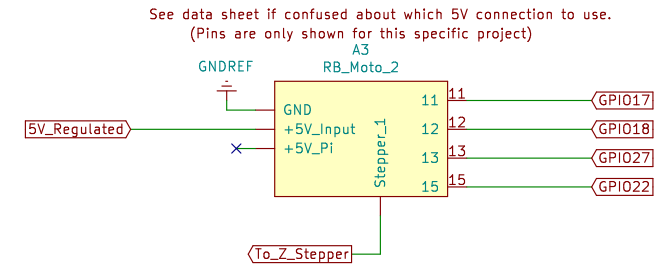 See data sheet if confused about which 5V connection to use.
(Pins are only shown for this specific project)
A3
RB_Moto_2
GNDREF
GND
+5V_Input
+5V_Pi
5V_Regulated
Stepper_1
11 11 GPIO17
12 12 GPIO18
13 13 GPIO27
15 15 GPIO22
To_Z_Stepper